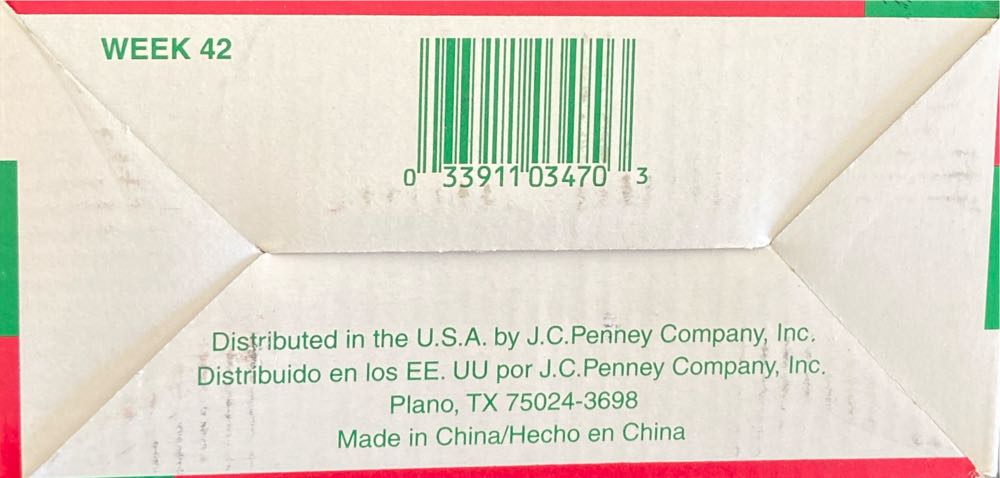 WEEK 42
0 33911 03470 3
Distributed in the U.S.A. by J.C.Penney Company, Inc.
Distribuido en los EE. UU por J.C.Penney Company, Inc.
Plano, TX 75024-3698
Made in China/Hecho en China